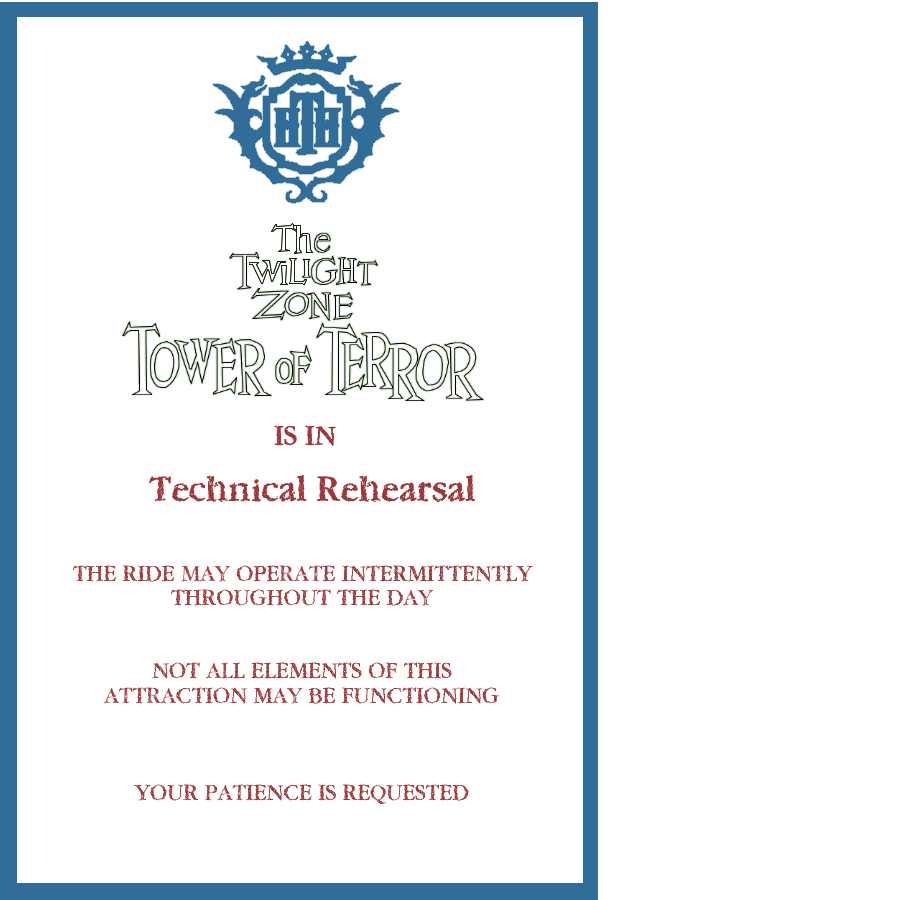 HTH
The
TWILIGHT
ZONE
TOWER OF TERROR
IS IN
Technical Rehearsal
THE RIDE MAY OPERATE INTERMITTENTLY
THROUGHOUT THE DAY
NOT ALL ELEMENTS OF THIS
ATTRACTION MAY BE FUNCTIONING
YOUR PATIENCE IS REQUESTED